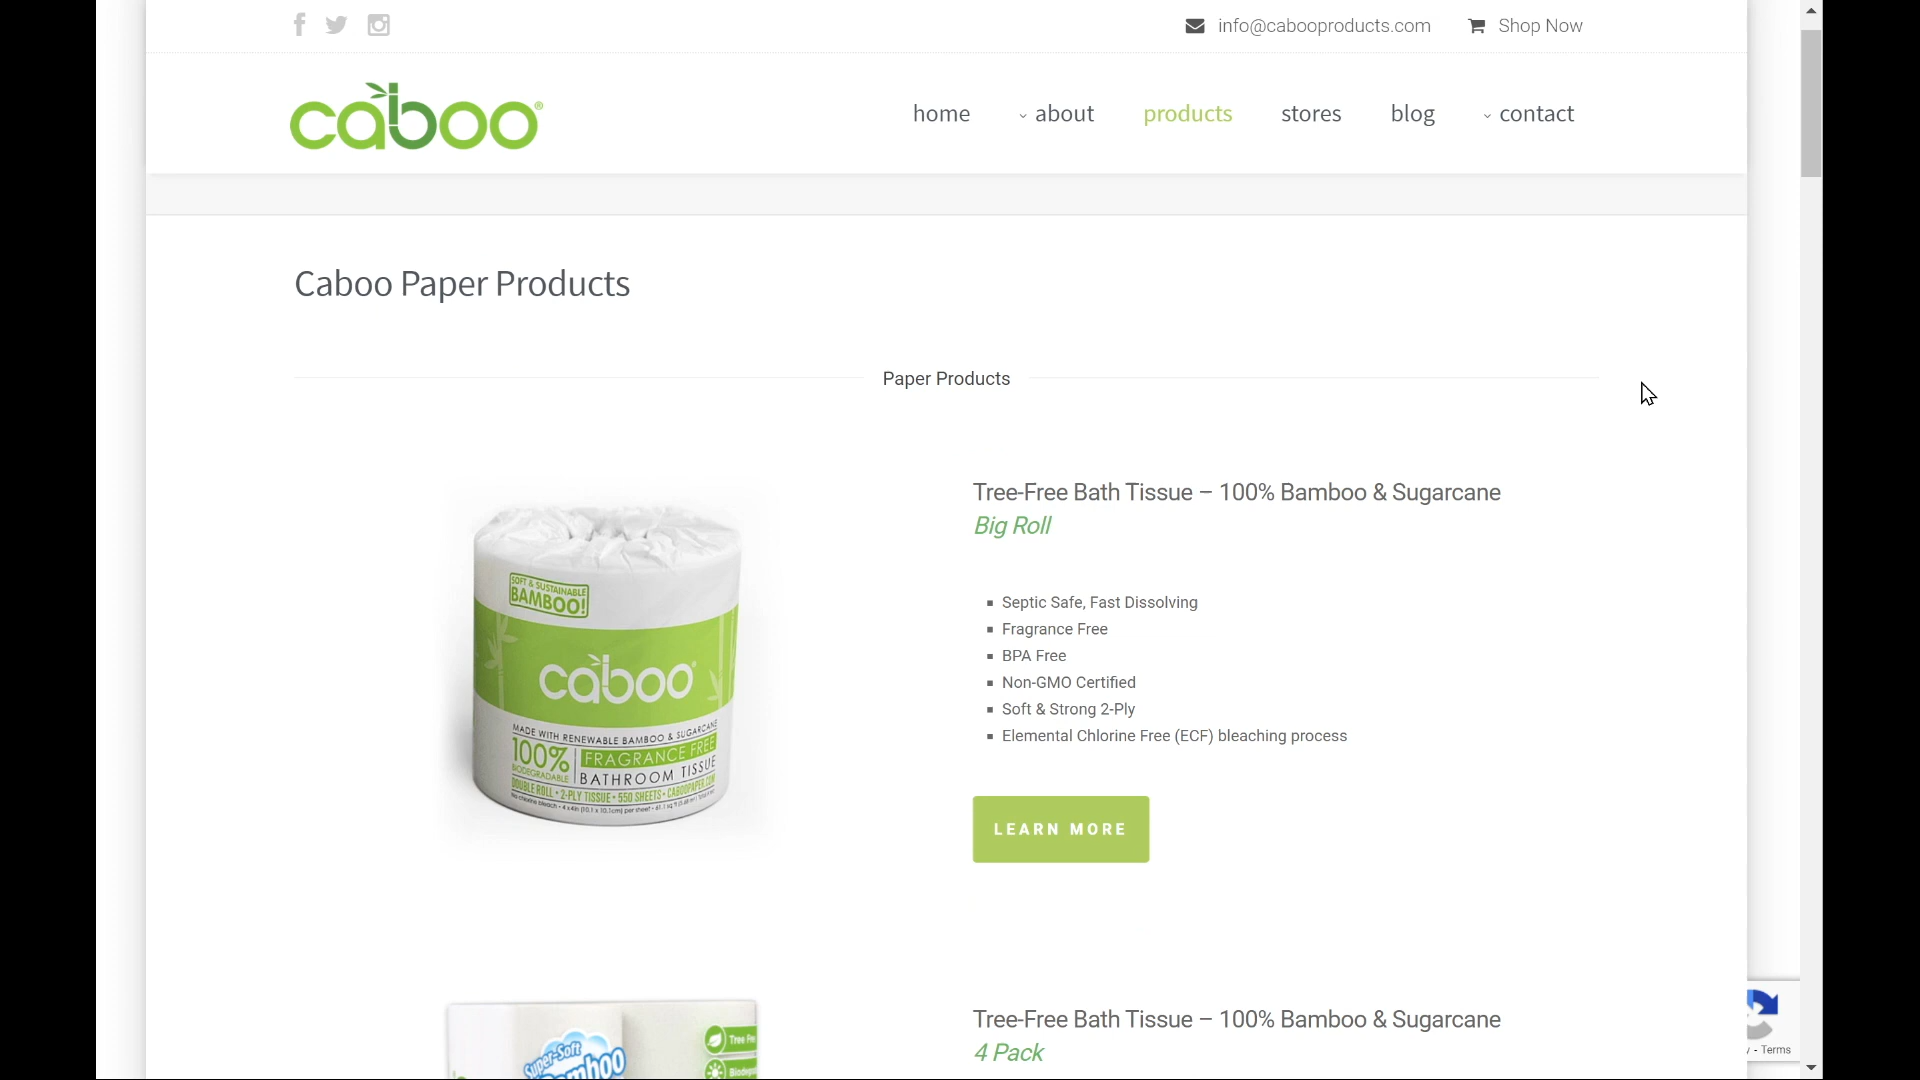 info@cabooproducts.com Shop Now
caboo®
home about products stores blog contact
Caboo Paper Products
Paper Products
Tree-Free Bath Tissue – 100% Bamboo & Sugarcane
Big Roll
SOFT & SUSTAINABLE
BAMBOO!
caboo
MADE WITH RENEWABLE BAMBOO & SUGARCANE
100% BIODEGRADABLE
FRAGRANCE FREE
BATHROOM TISSUE
DOUBLE ROLL • 2-PLY TISSUE • 550 SHEETS • CABOOPAPER.COM
Septic Safe, Fast Dissolving
Fragrance Free
BPA Free
Non-GMO Certified
Soft & Strong 2-Ply
Elemental Chlorine Free (ECF) bleaching process
LEARN MORE
Tree-Free Bath Tissue – 100% Bamboo & Sugarcane
4 Pack
Super-Soft
Tree
- Terms